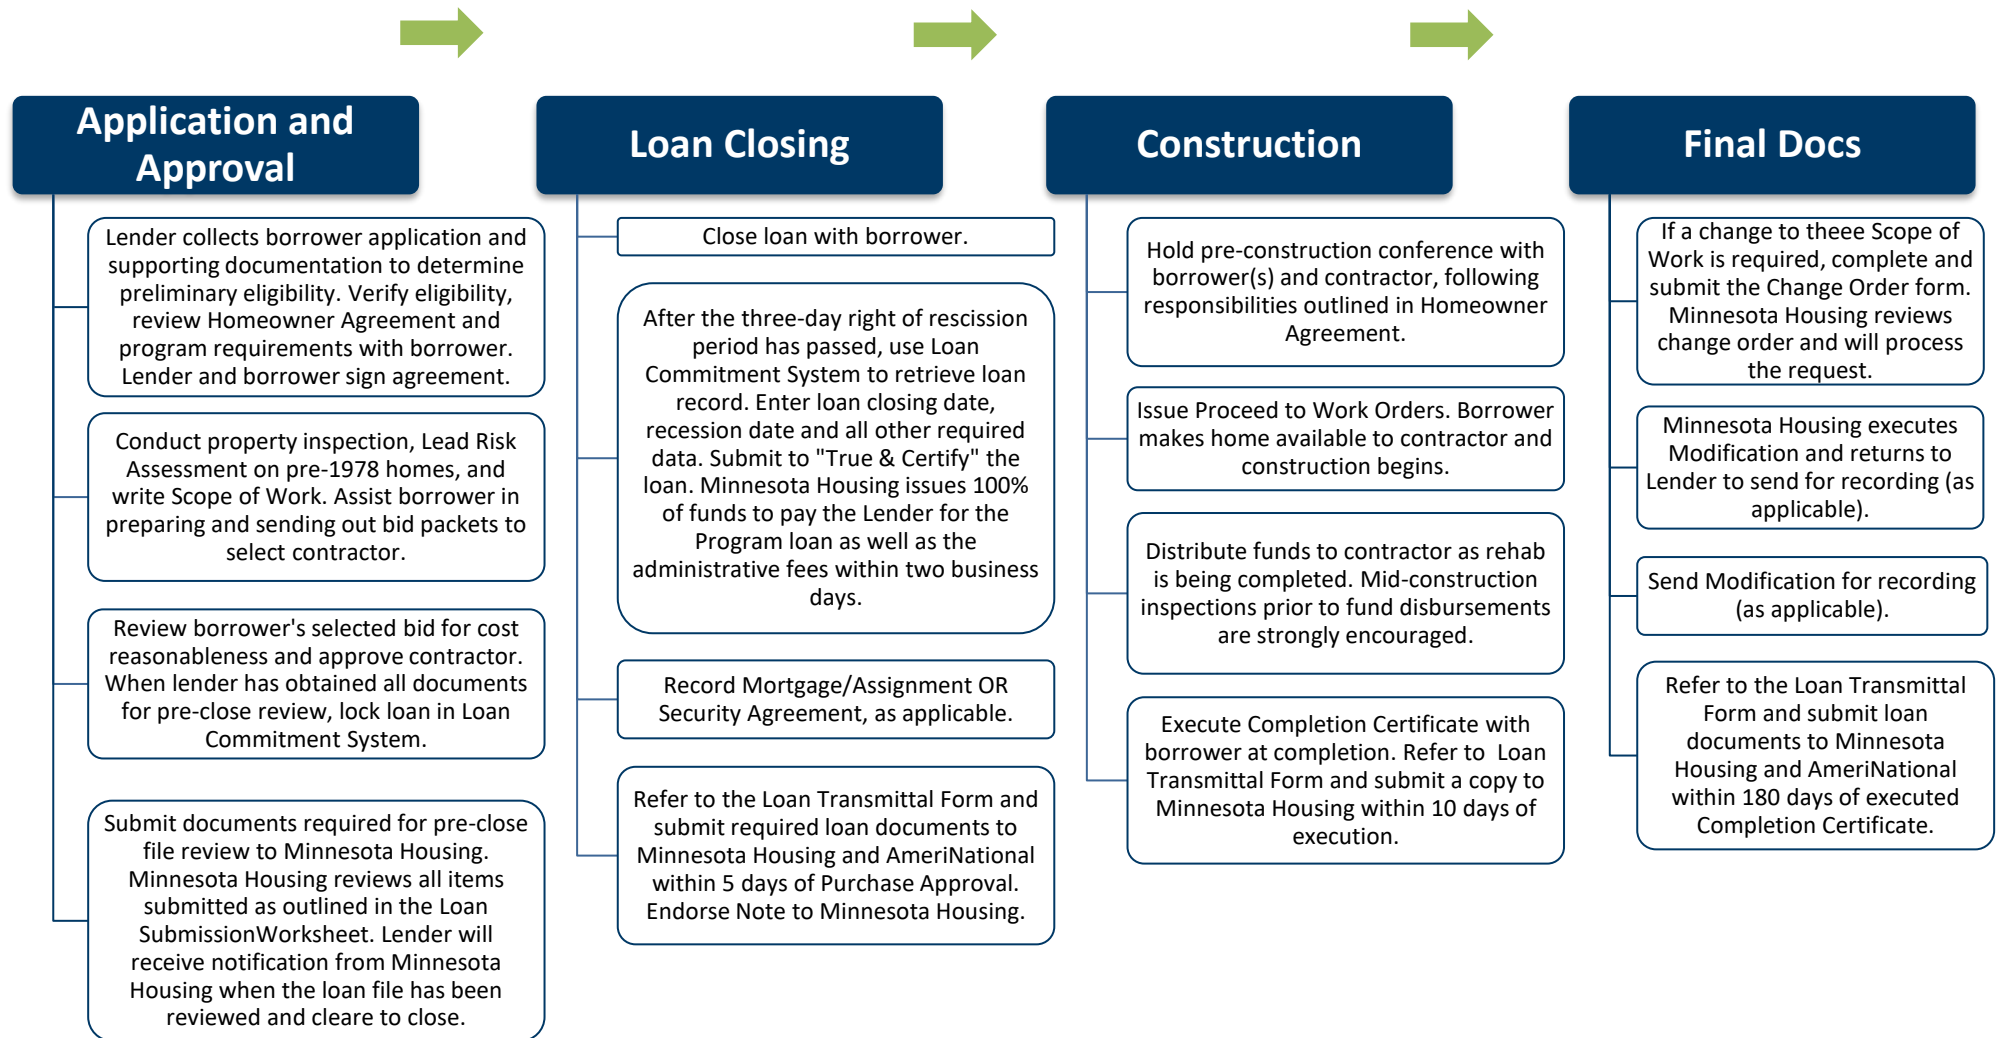 Application and
Approval
Lender collects borrower application and
supporting documentation to determine
preliminary eligibility. Verify eligibility,
review Homeowner Agreement and
program requirements with borrower.
Lender and borrower sign agreement.
Conduct property inspection, Lead Risk
Assessment on pre-1978 homes, and
write Scope of Work. Assist borrower in
preparing and sending out bid packets to
select contractor.
Review borrower's selected bid for cost
reasonableness and approve contractor.
When lender has obtained all documents
for pre-close review, lock loan in Loan
Commitment System.
Submit documents required for pre-close
file review to Minnesota Housing.
Minnesota Housing reviews all items
submitted as outlined in the Loan
SubmissionWorksheet. Lender will
receive notification from Minnesota
Housing when the loan file has been
reviewed and cleare to close.
Loan Closing
Close loan with borrower.
After the three-day right of rescission
period has passed, use Loan
Commitment System to retrieve loan
record. Enter loan closing date,
recession date and all other required
data. Submit to "True & Certify" the
loan. Minnesota Housing issues 100%
of funds to pay the Lender for the
Program loan as well as the
administrative fees within two business
days.
Record Mortgage/Assignment OR
Security Agreement, as applicable.
Refer to the Loan Transmittal Form and
submit required loan documents to
Minnesota Housing and AmeriNational
within 5 days of Purchase Approval.
Endorse Note to Minnesota Housing.
Construction
Hold pre-construction conference with
borrower(s) and contractor, following
responsibilities outlined in Homeowner
Agreement.
Issue Proceed to Work Orders. Borrower
makes home available to contractor and
construction begins.
Distribute funds to contractor as rehab
is being completed. Mid-construction
inspections prior to fund disbursements
are strongly encouraged.
Execute Completion Certificate with
borrower at completion. Refer to  Loan
Transmittal Form and submit a copy to
Minnesota Housing within 10 days of
execution.
Final Docs
If a change to theee Scope of
Work is required, complete and
submit the Change Order form.
Minnesota Housing reviews
change order and will process
the request.
Minnesota Housing executes
Modification and returns to
Lender to send for recording (as
applicable).
Send Modification for recording
(as applicable).
Refer to the Loan Transmittal
Form and submit loan
documents to Minnesota
Housing and AmeriNational
within 180 days of executed
Completion Certificate.